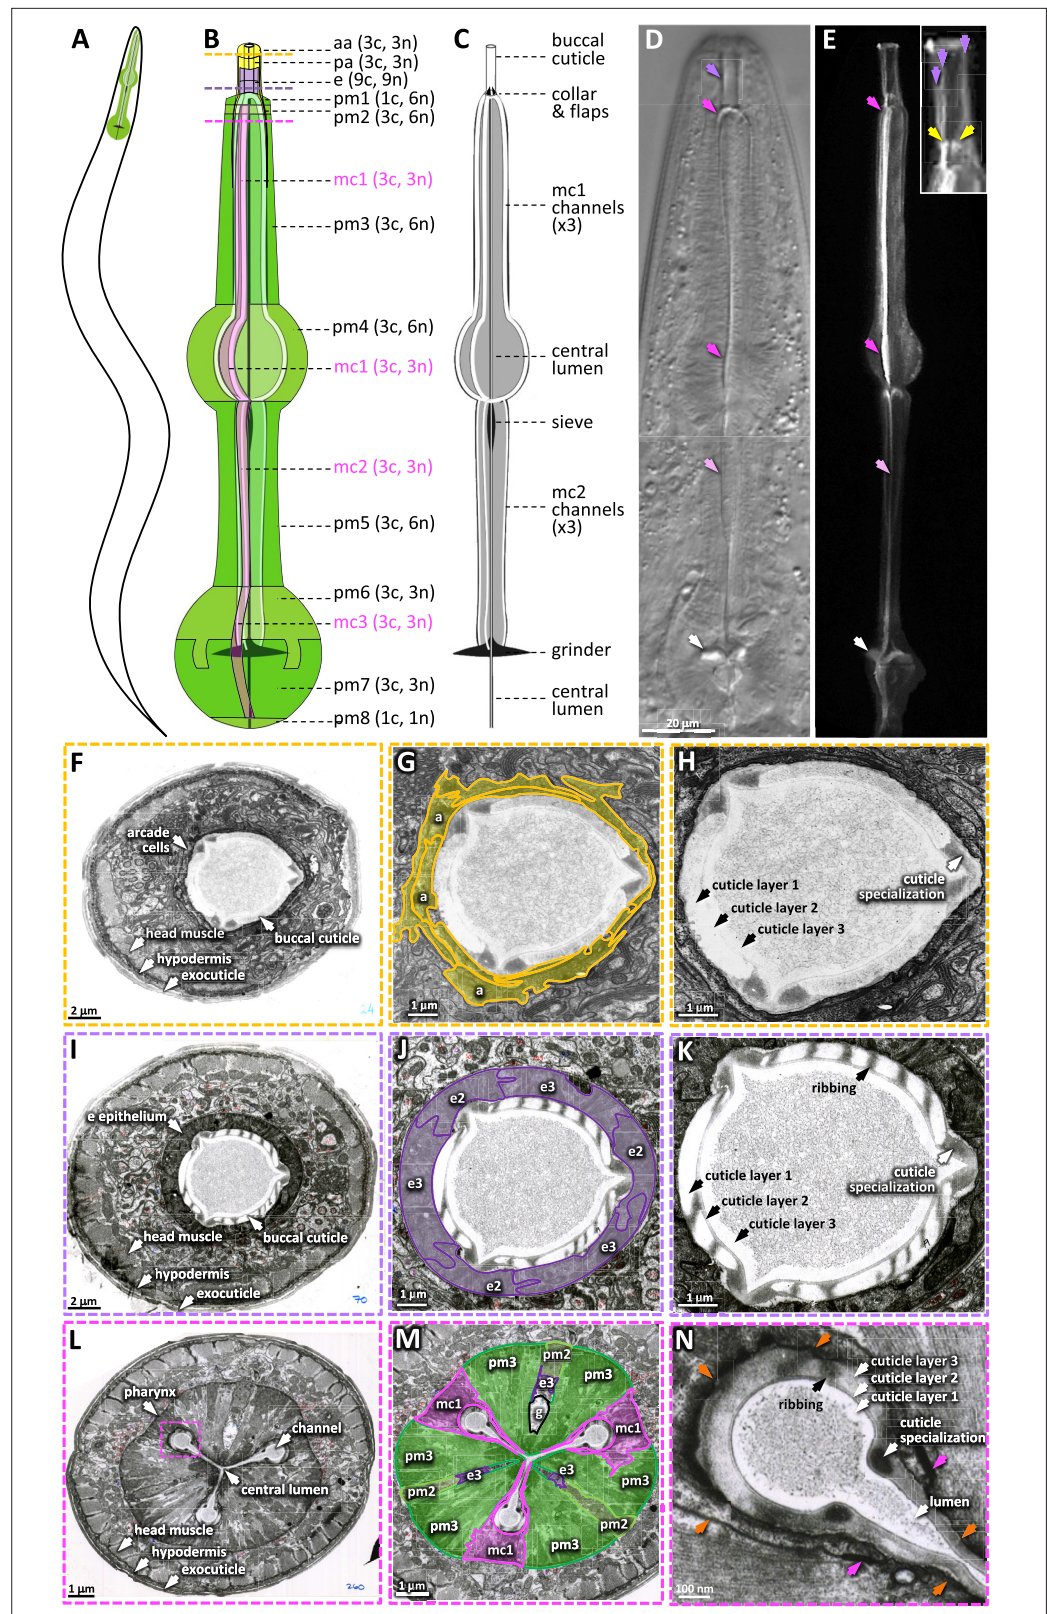 A
B
aa (3c, 3n)
pa (3c, 3n)
e (9c, 9n)
pm1 (1c, 6n)
pm2 (3c, 6n)
mc1 (3c, 3n)
pm3 (3c, 6n)
pm4 (3c, 6n)
mc1 (3c, 3n)
mc2 (3c, 3n)
pm5 (3c, 6n)
pm6 (3c, 3n)
mc3 (3c, 3n)
pm7 (3c, 3n)
pm8 (1c, 1n)
C
buccal
cuticle
collar
& flaps
mc1
channels
(x3)
central
lumen
sieve
mc2
channels
(x3)
grinder
central
lumen
D
20 µm
E
F
arcade
cells
head muscle
hypodermis
exocuticle
buccal cuticle
2 µm
24
G
a
a
a
1 µm
H
cuticle layer 1
cuticle layer 2
cuticle layer 3
cuticle
specialization
1 µm
I
e epithelium
head muscle
hypodermis
exocuticle
buccal cuticle
2 µm
70
J
e3
e2
e2
e3
e3
e2
1 µm
K
ribbing
cuticle layer 1
cuticle layer 2
cuticle layer 3
cuticle
specialization
1 µm
L
pharynx
channel
central lumen
head muscle
hypodermis
exocuticle
1 µm
260
M
pm3
pm2
pm3
e3
mc1
g
mc1
pm3
e3
e3
pm3
pm2
pm3
pm2
mc1
pm3
1 µm
N
cuticle layer 3
cuticle layer 2
cuticle layer 1
ribbing
cuticle
specialization
lumen
100 nm